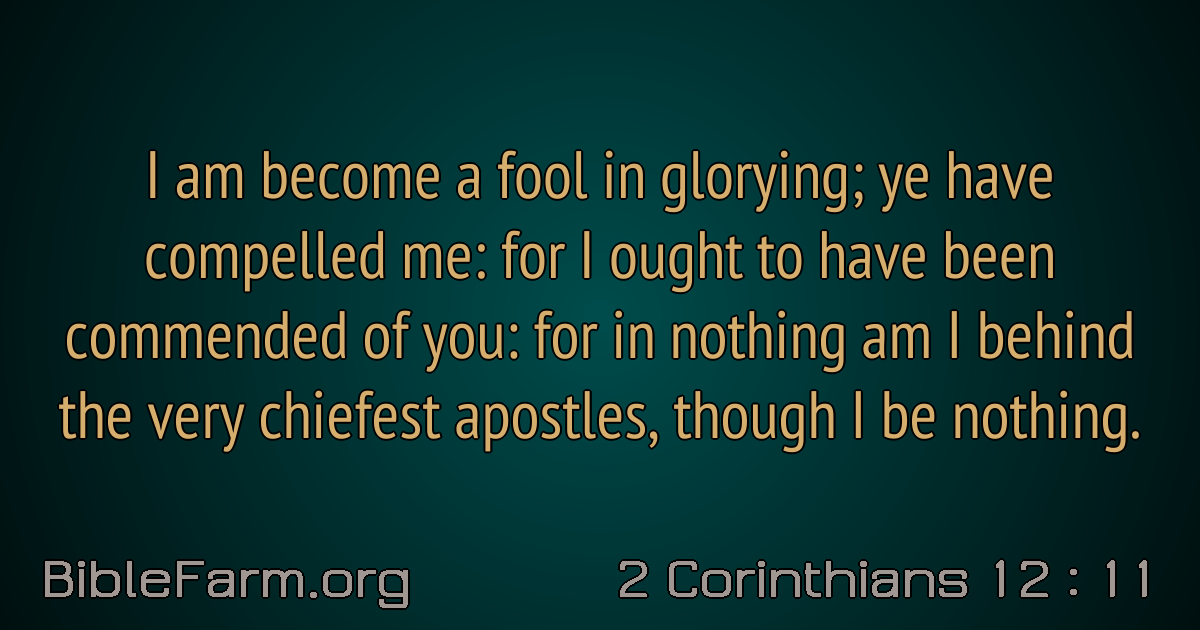 I am become a fool in glorying; ye have
compelled me: for I ought to have been
commended of you: for in nothing am I behind
the very chiefest apostles, though I be nothing.
BibleFarm.org
2 Corinthians 12 : 11